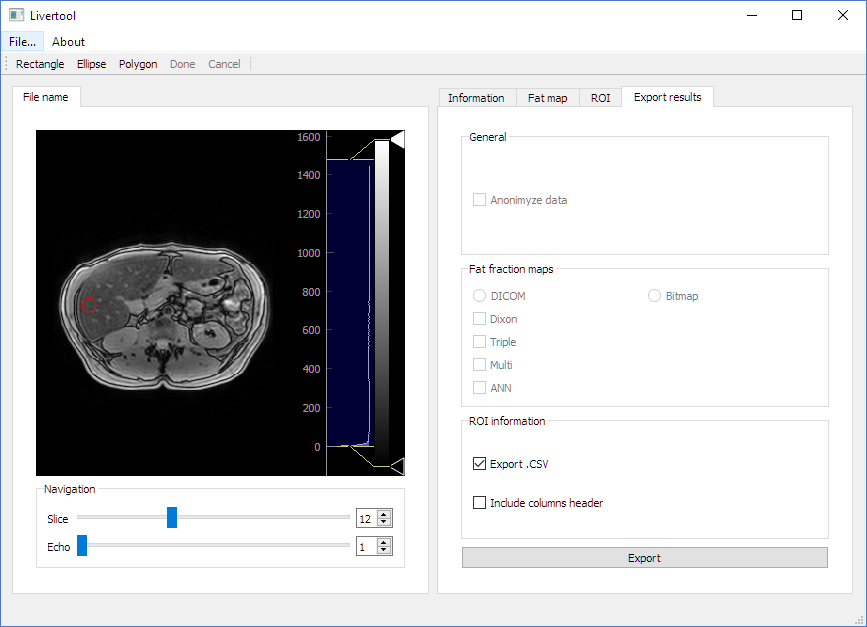 Livertool
File... About
Rectangle Ellipse Polygon Done Cancel
File name
1600
1400
1200
1000
800
600
400
200
0
Navigation
Slice 12
Echo 1
Information Fat map ROI Export results
General
Anonimyze data
Fat fraction maps
DICOM Bitmap
Dixon
Triple
Multi
ANN
ROI information
Export .CSV
Include columns header
Export